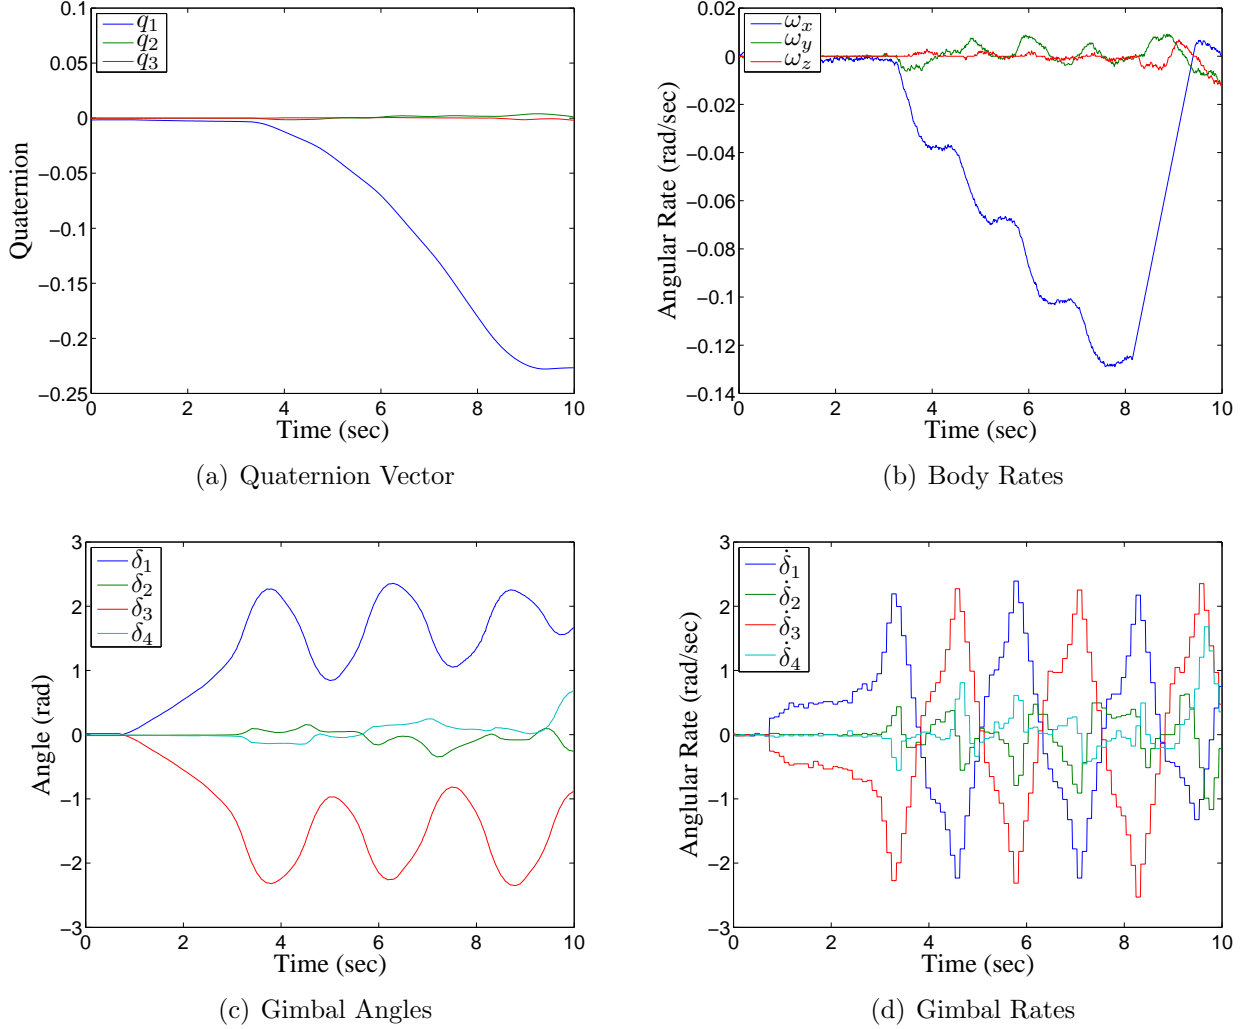 0.1
0.05
0
−0.05
−0.1
−0.15
−0.2
−0.25
Quaternion
q1
q2
q3
0 2 4 6 8 10
Time (sec)
(a) Quaternion Vector
0.02
0
−0.02
−0.04
−0.06
−0.08
−0.1
−0.12
−0.14
Angular Rate (rad/sec)
ωx
ωy
ωz
0 2 4 6 8 10
Time (sec)
(b) Body Rates
3
2
1
0
−1
−2
−3
Angle (rad)
δ1
δ2
δ3
δ4
0 2 4 6 8 10
Time (sec)
(c) Gimbal Angles
3
2
1
0
−1
−2
−3
Anglular Rate (rad/sec)
δ̇1
δ̇2
δ̇3
δ̇4
0 2 4 6 8 10
Time (sec)
(d) Gimbal Rates